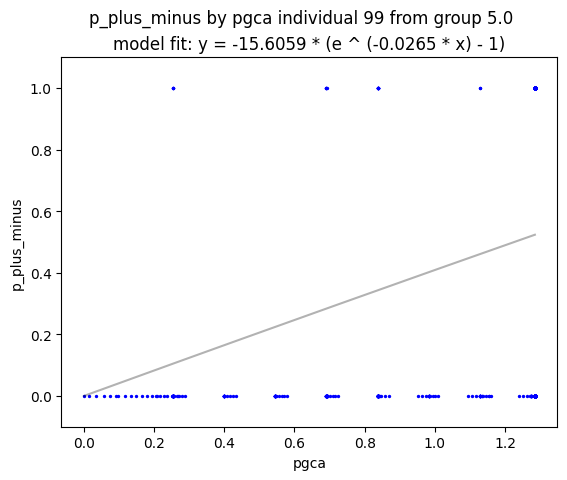 p_plus_minus by pgca individual 99 from group 5.0
model fit: y = -15.6059 * (e ^ (-0.0265 * x) - 1)
1.0
0.8
0.6
0.4
0.2
0.0
p_plus_minus
0.0 0.2 0.4 0.6 0.8 1.0 1.2
pgca